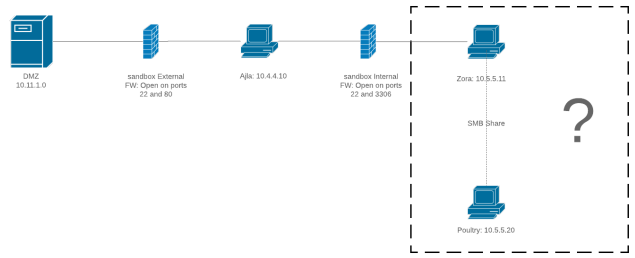 DMZ
10.11.1.0
sandbox External
FW: Open on ports
22 and 80
Ajla: 10.4.4.10
sandbox Internal
FW: Open on ports
22 and 3306
Zora: 10.5.5.11
?
SMB Share
Poultry: 10.5.5.20